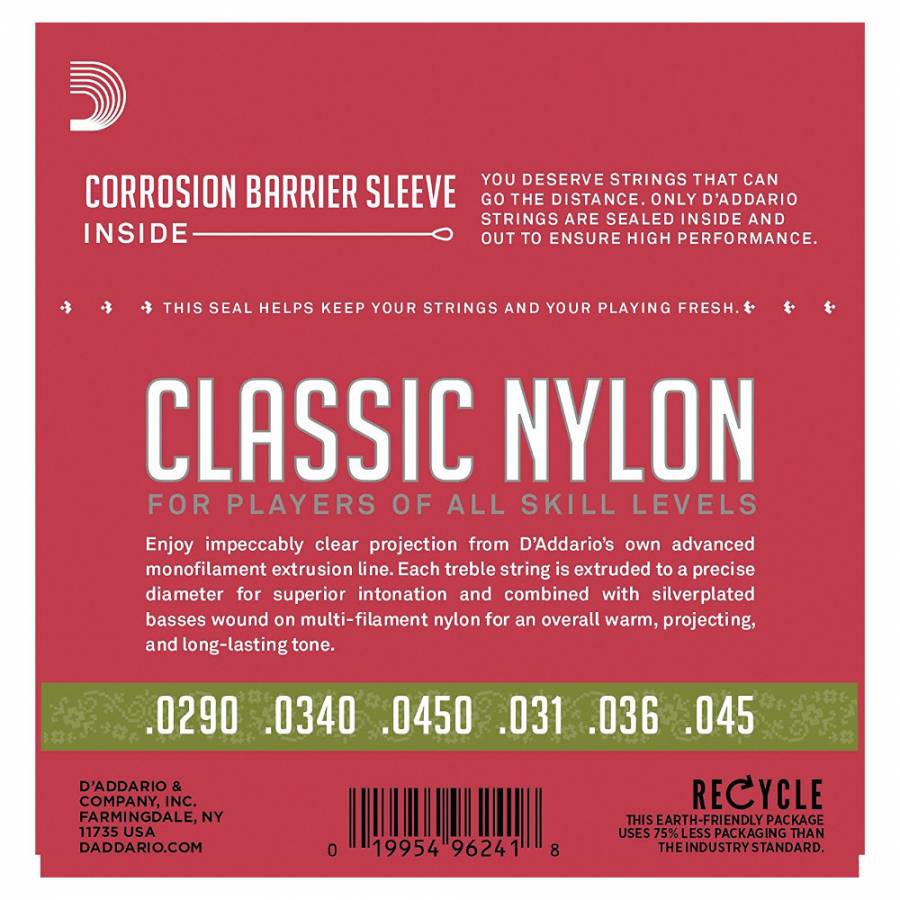 CORROSION BARRIER SLEEVE
INSIDE
YOU DESERVE STRINGS THAT CAN
GO THE DISTANCE. ONLY D'ADDARIO
STRINGS ARE SEALED INSIDE AND
OUT TO ENSURE HIGH PERFORMANCE.
THIS SEAL HELPS KEEP YOUR STRINGS AND YOUR PLAYING FRESH.
CLASSIC NYLON
FOR PLAYERS OF ALL SKILL LEVELS
Enjoy impeccably clear projection from D'Addario's own advanced
monofilament extrusion line. Each treble string is extruded to a precise
diameter for superior intonation and combined with silverplated
basses wound on multi-filament nylon for an overall warm, projecting,
and long-lasting tone.
.0290 .0340 .0450 .031 .036 .045
D'ADDARIO &
COMPANY, INC.
FARMINGDALE, NY
11735 USA
DADDARIO.COM
0 19954 96241 8
RECYCLE
THIS EARTH-FRIENDLY PACKAGE
USES 75% LESS PACKAGING THAN
THE INDUSTRY STANDARD.